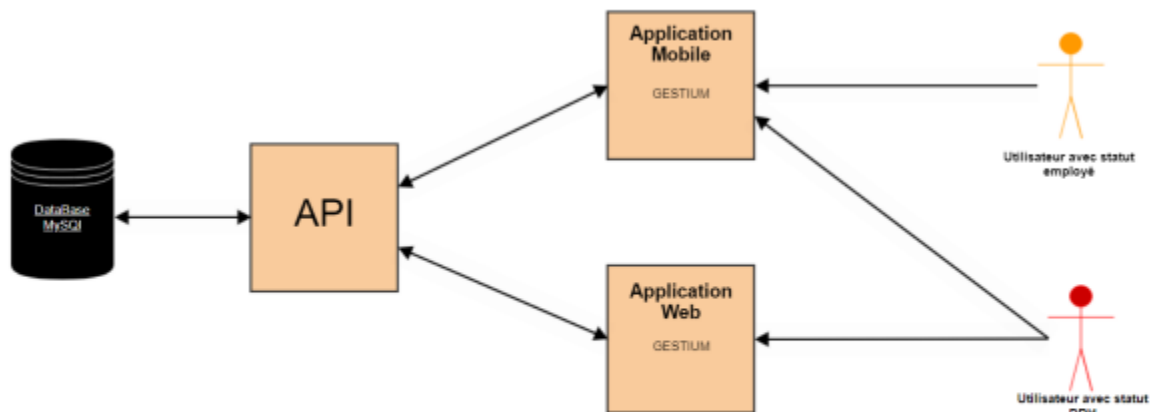 Application
Mobile
GESTIUM
Utilisateur avec statut
employé
DataBase
MySQl
API
Application
Web
GESTIUM
Utilisateur avec statut